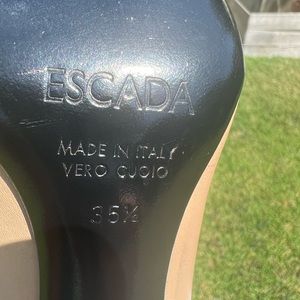 ESCADA
MADE IN ITALY
VERO CUOIO
35½